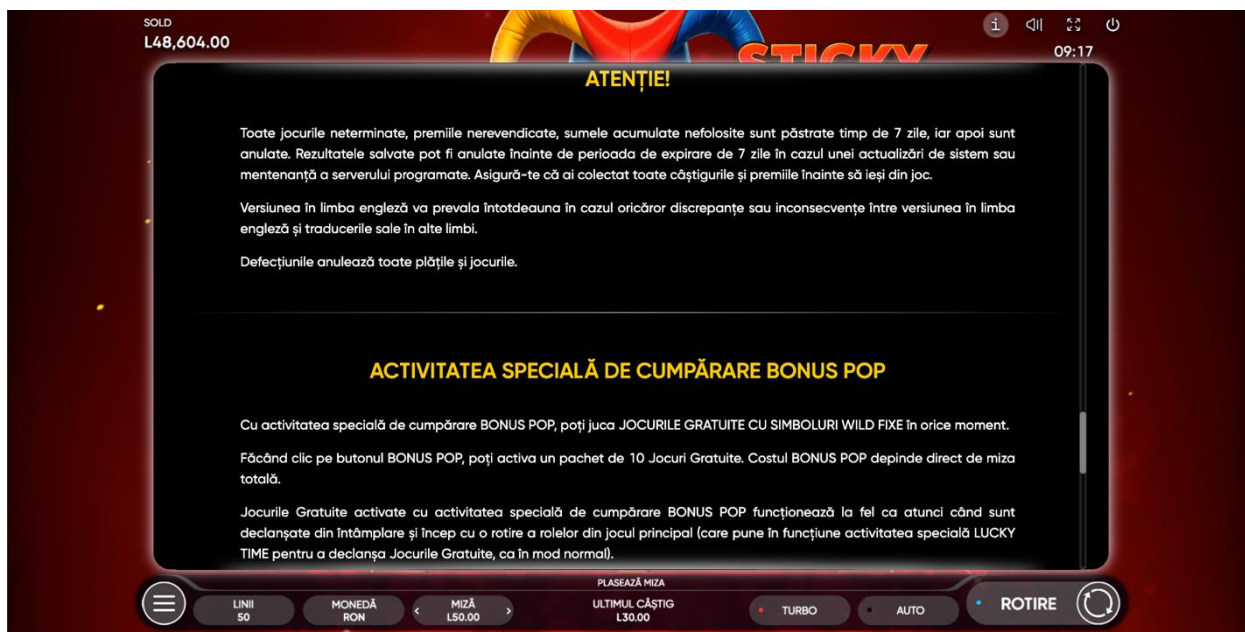 SOLD
L48,604.00
09:17
STICKY
ATENȚIE!
Toate jocurile neterminate, premiile nerevendicate, sumele acumulate nefolosite sunt păstrate timp de 7 zile, iar apoi sunt
anulate. Rezultatele salvate pot fi anulate înainte de perioada de expirare de 7 zile în cazul unei actualizări de sistem sau
mentenanță a serverului programate. Asigură-te că ai colectat toate câștigurile și premiile înainte să ieși din joc.
Versiunea în limba engleză va prevala întotdeauna în cazul oricăror discrepanțe sau inconsecvențe între versiunea în limba
engleză și traducerile sale în alte limbi.
Defecțiunile anulează toate plățile și jocurile.
ACTIVITATEA SPECIALĂ DE CUMPĂRARE BONUS POP
Cu activitatea specială de cumpărare BONUS POP, poți juca JOCURILE GRATUITE CU SIMBOLURI WILD FIXE în orice moment.
Făcând clic pe butonul BONUS POP, poți activa un pachet de 10 Jocuri Gratuite. Costul BONUS POP depinde direct de miza
totală.
Jocurile Gratuite activate cu activitatea specială de cumpărare BONUS POP funcționează la fel ca atunci când sunt
declanșate din întâmplare și încep cu o rotire a rolelor din jocul principal (care pune în funcțiune activitatea specială LUCKY
TIME pentru a declanșa Jocurile Gratuite, ca în mod normal).
PLASEAZĂ MIZA
LINII
50
MONEDĂ
RON
MIZĂ
L50.00
ULTIMUL CÂȘTIG
L30.00
TURBO
AUTO
ROTIRE